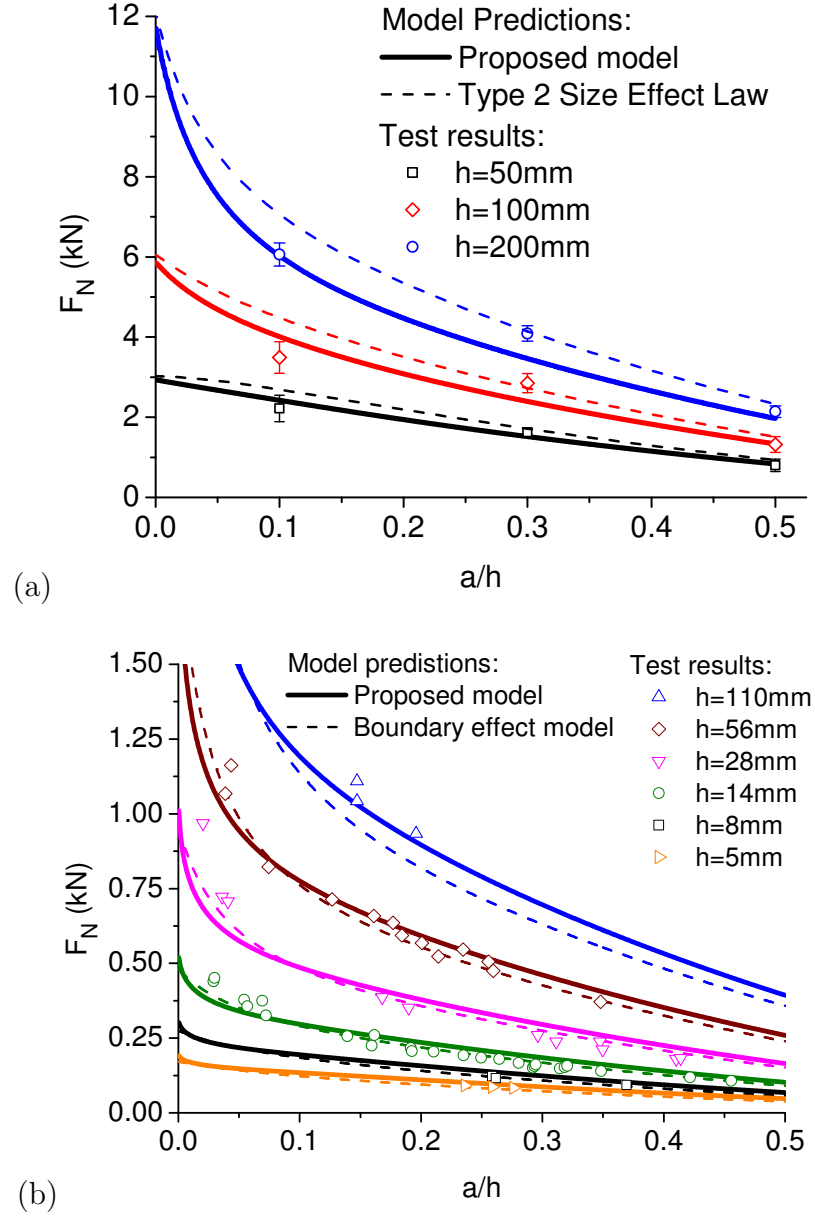 Model Predictions:
Proposed model
Type 2 Size Effect Law
Test results:
h=50mm
h=100mm
h=200mm
12
10
8
6
4
2
0
F_N (kN)
0.0 0.1 0.2 0.3 0.4 0.5
a/h
(a)
Model predistions:
Proposed model
Boundary effect model
Test results:
h=110mm
h=56mm
h=28mm
h=14mm
h=8mm
h=5mm
1.50
1.25
1.00
0.75
0.50
0.25
0.00
F_N (kN)
0.0 0.1 0.2 0.3 0.4 0.5
a/h
(b)